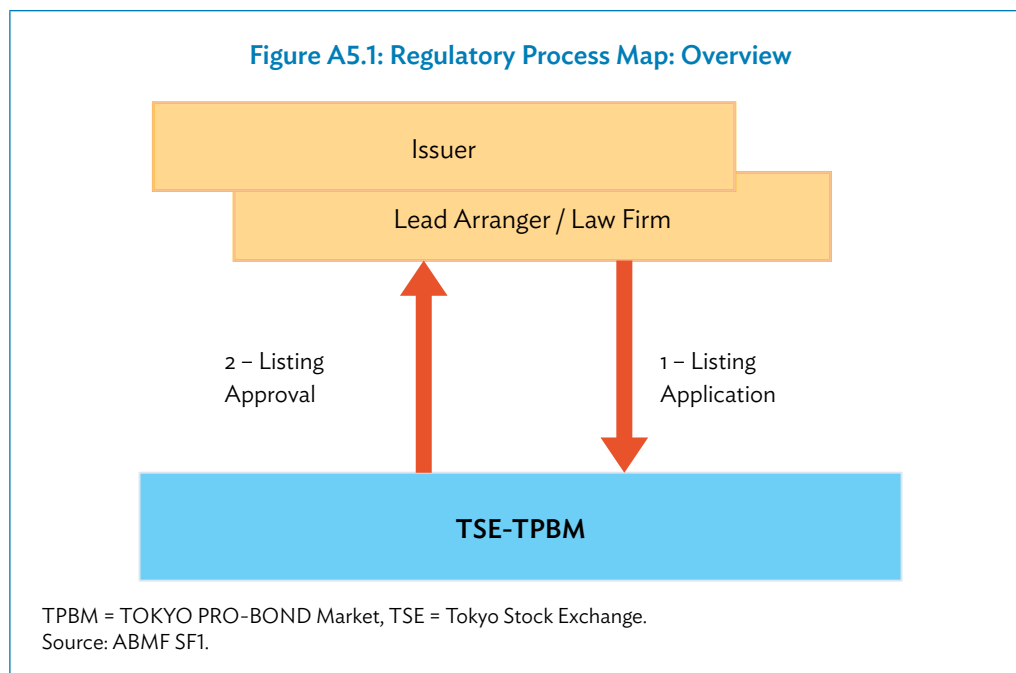 Figure A5.1: Regulatory Process Map: Overview
Issuer
Lead Arranger / Law Firm
2 – Listing
Approval
1 – Listing
Application
TSE-TPBM
TPBM = TOKYO PRO-BOND Market, TSE = Tokyo Stock Exchange.
Source: ABMF SF1.